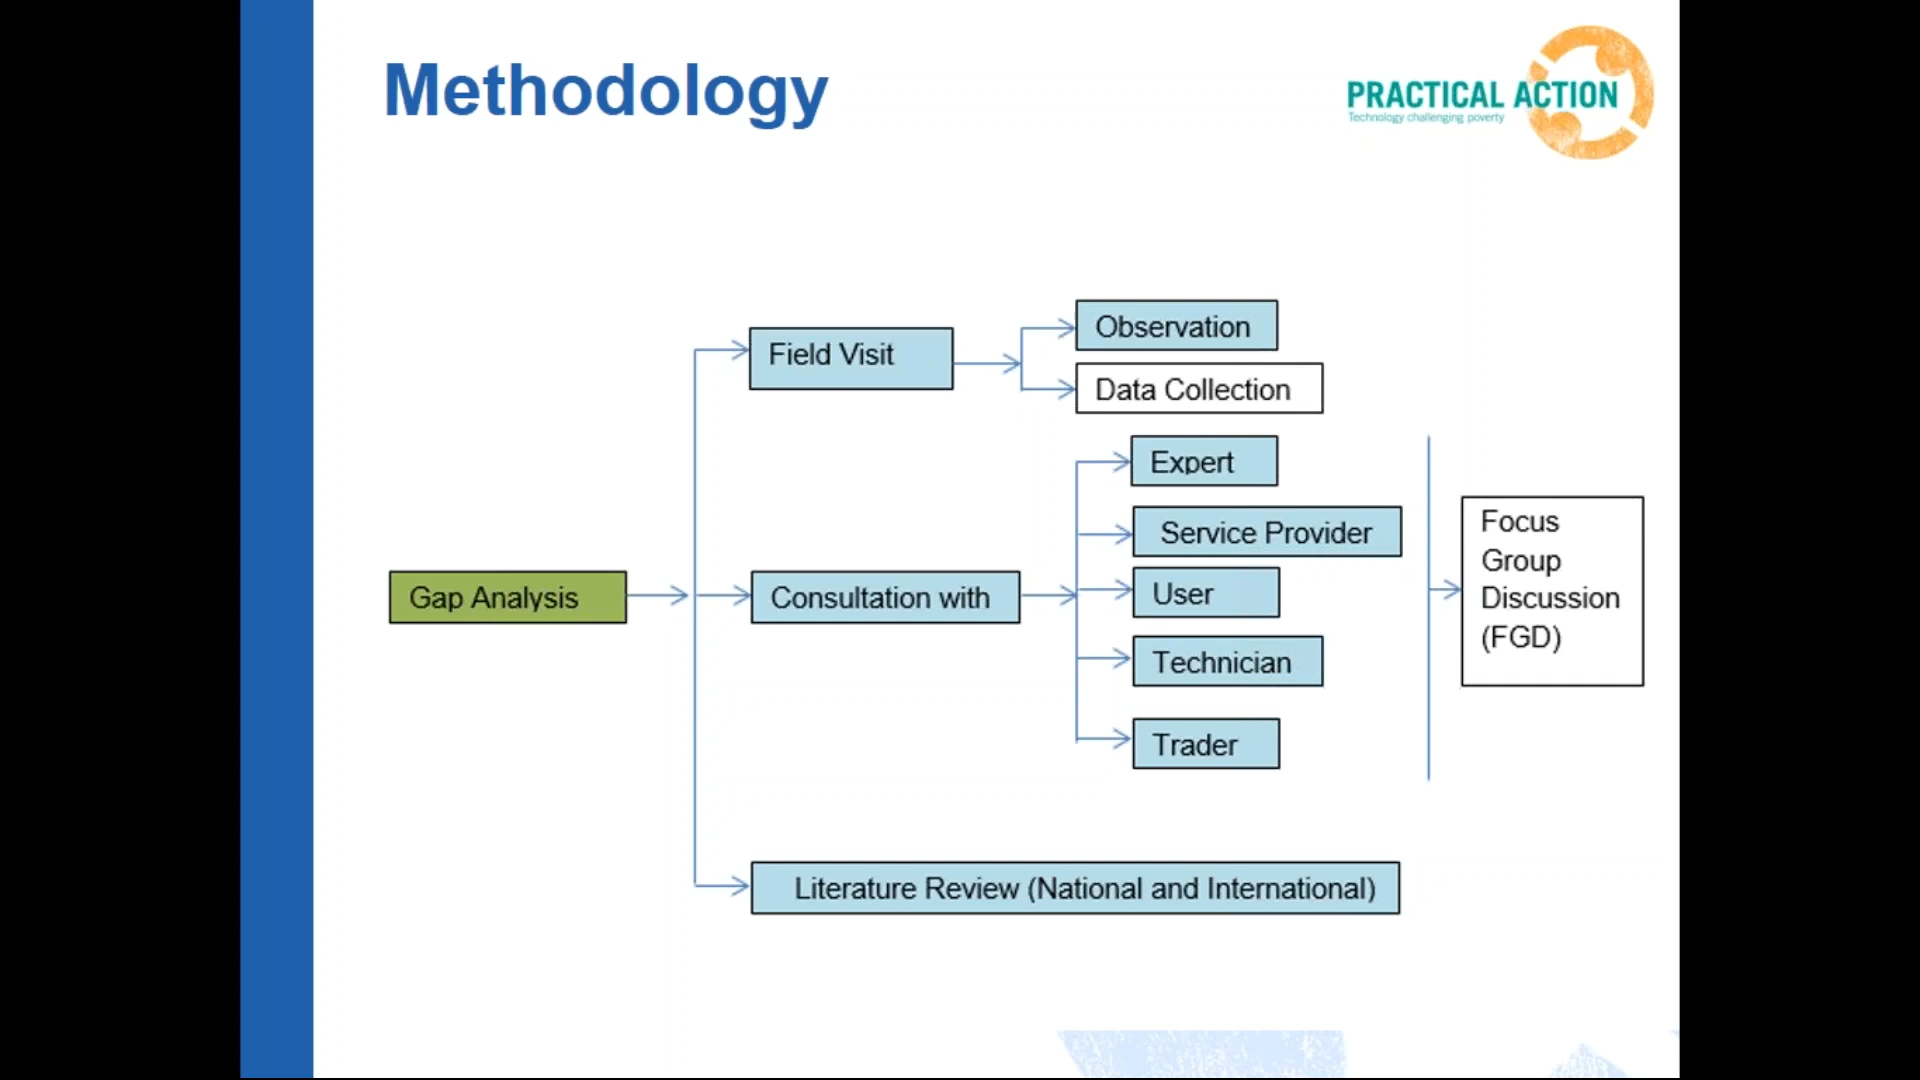 Methodology
PRACTICAL ACTION
Technology challenging poverty
Gap Analysis
Field Visit
Observation
Data Collection
Consultation with
Expert
Service Provider
User
Technician
Trader
Focus
Group
Discussion
(FGD)
Literature Review (National and International)